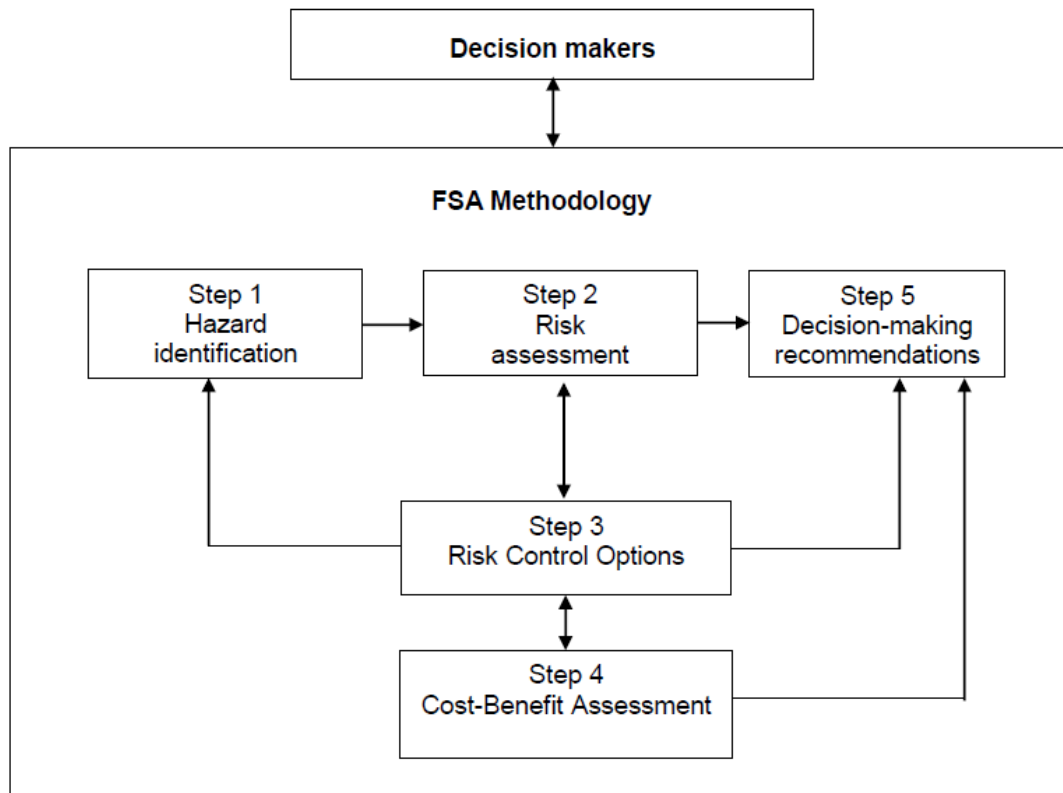 Decision makers
FSA Methodology
Step 1
Hazard
identification
Step 2
Risk
assessment
Step 5
Decision-making
recommendations
Step 3
Risk Control Options
Step 4
Cost-Benefit Assessment